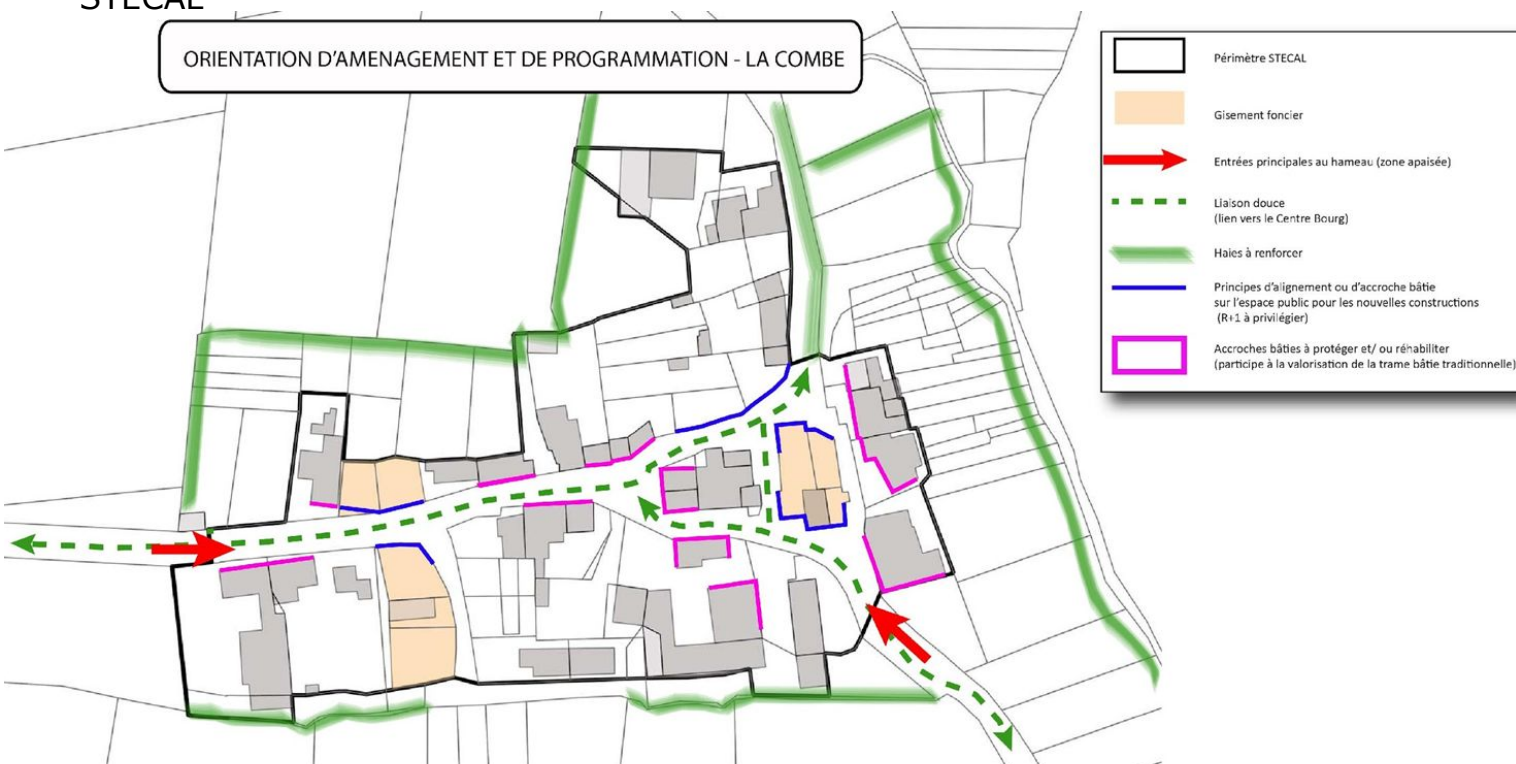 STECAL
ORIENTATION D'AMENAGEMENT ET DE PROGRAMMATION - LA COMBE
Périmètre STECAL
Gisement foncier
Entrées principales au hameau (zone apaisée)
Liaison douce
(lien vers le Centre Bourg)
Haies à renforcer
Principes d'alignement ou d'accroche bâtie
sur l'espace public pour les nouvelles constructions
(R+1 à privilégier)
Accroches bâties à protéger et/ ou réhabiliter
(participe à la valorisation de la trame bâtie traditionnelle)